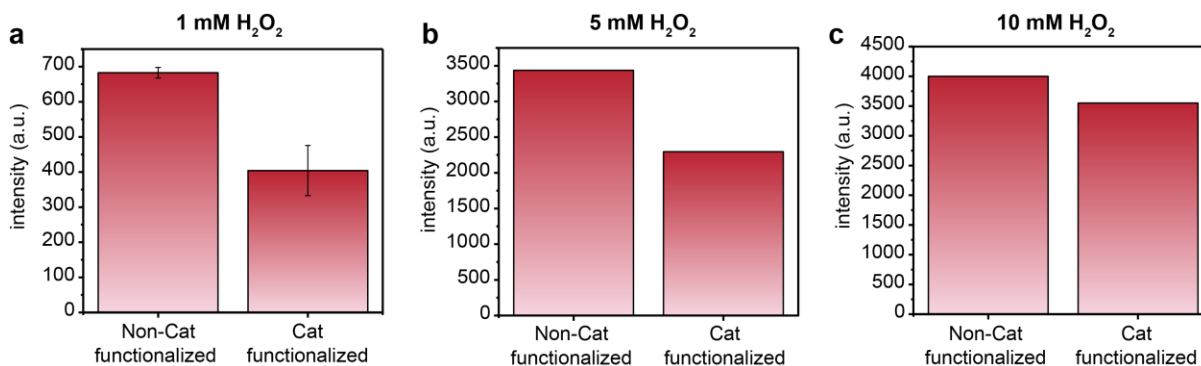 a
1 mM H₂O₂
intensity (a.u.)
700
600
500
400
300
200
100
0
Non-Cat
functionalized
Cat
functionalized
b
5 mM H₂O₂
intensity (a.u.)
3500
3000
2500
2000
1500
1000
500
0
Non-Cat
functionalized
Cat
functionalized
c
10 mM H₂O₂
intensity (a.u.)
4500
4000
3500
3000
2500
2000
1500
1000
500
0
Non-Cat
functionalized
Cat
functionalized